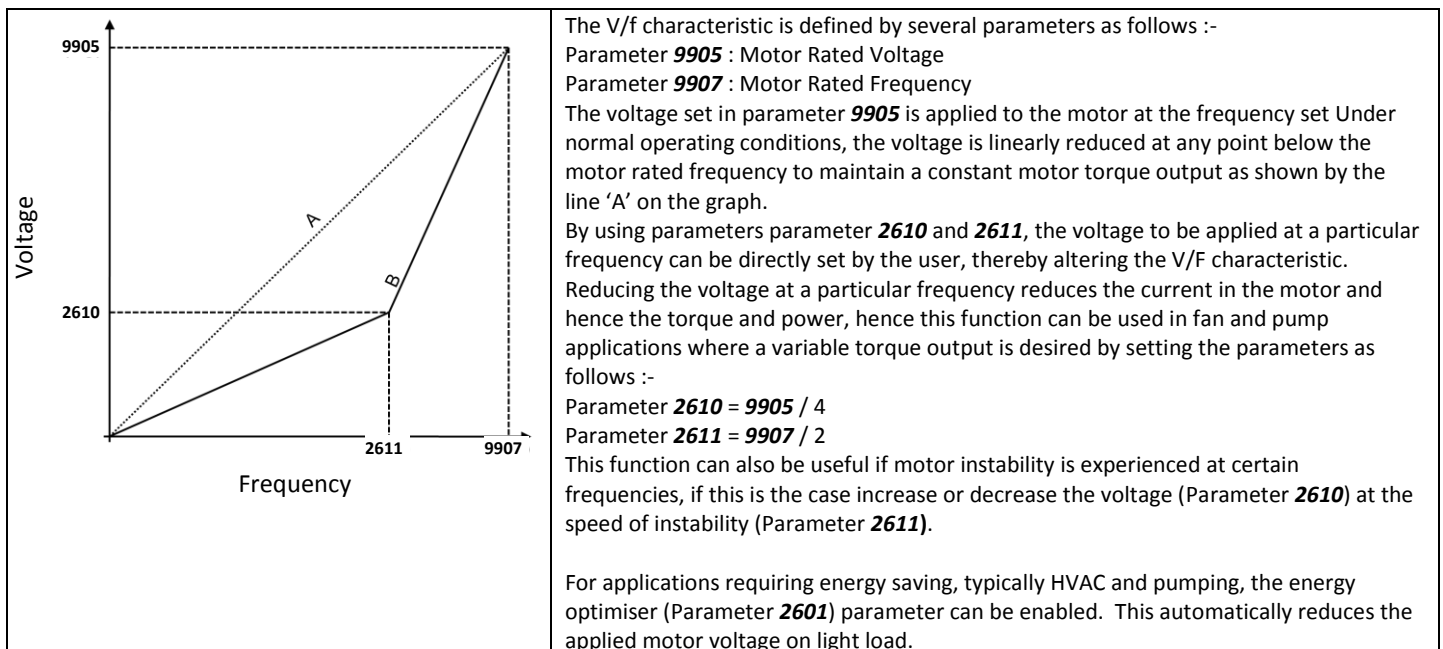 9905
A
Voltage
B
2610
2611
9907
Frequency
The V/f characteristic is defined by several parameters as follows :-
Parameter 9905 : Motor Rated Voltage
Parameter 9907 : Motor Rated Frequency
The voltage set in parameter 9905 is applied to the motor at the frequency set Under
normal operating conditions, the voltage is linearly reduced at any point below the
motor rated frequency to maintain a constant motor torque output as shown by the
line ‘A’ on the graph.
By using parameters parameter 2610 and 2611, the voltage to be applied at a particular
frequency can be directly set by the user, thereby altering the V/F characteristic.
Reducing the voltage at a particular frequency reduces the current in the motor and
hence the torque and power, hence this function can be used in fan and pump
applications where a variable torque output is desired by setting the parameters as
follows :-
Parameter 2610 = 9905 / 4
Parameter 2611 = 9907 / 2
This function can also be useful if motor instability is experienced at certain
frequencies, if this is the case increase or decrease the voltage (Parameter 2610) at the
speed of instability (Parameter 2611).
For applications requiring energy saving, typically HVAC and pumping, the energy
optimiser (Parameter 2601) parameter can be enabled.  This automatically reduces the
applied motor voltage on light load.